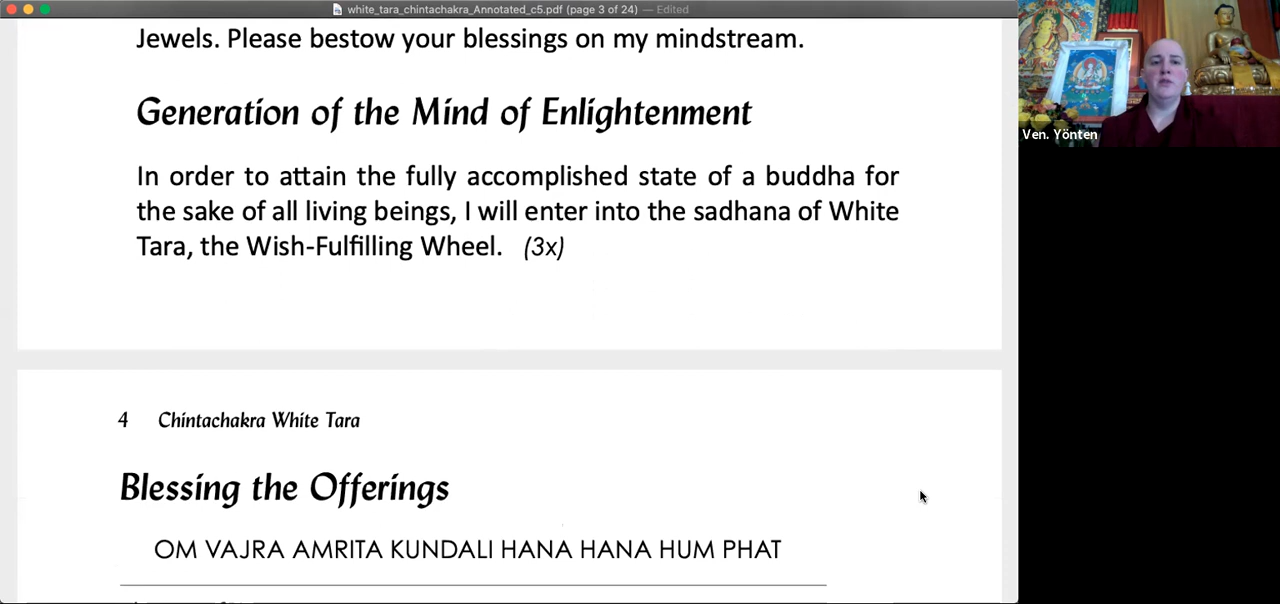 white_tara_chintachakra_Annotated_c5.pdf (page 3 of 24) — Edited
Jewels. Please bestow your blessings on my mindstream.
Generation of the Mind of Enlightenment
In order to attain the fully accomplished state of a buddha for
the sake of all living beings, I will enter into the sadhana of White
Tara, the Wish-Fulfilling Wheel. (3x)
4 Chintachakra White Tara
Blessing the Offerings
OM VAJRA AMRITA KUNDALI HANA HANA HUM PHAT
Ven. Yönten